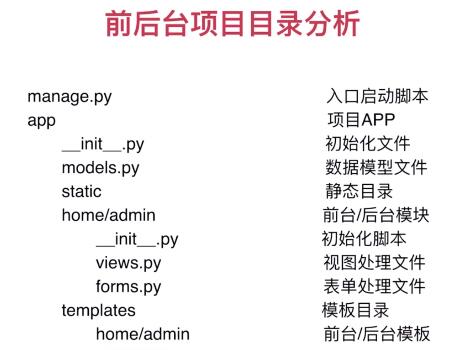 前后台项目目录分析
manage.py 入口启动脚本
app 项目APP
__init__.py 初始化文件
models.py 数据模型文件
static 静态目录
home/admin 前台/后台模块
__init__.py 初始化脚本
views.py 视图处理文件
forms.py 表单处理文件
templates 模板目录
home/admin 前台/后台模板